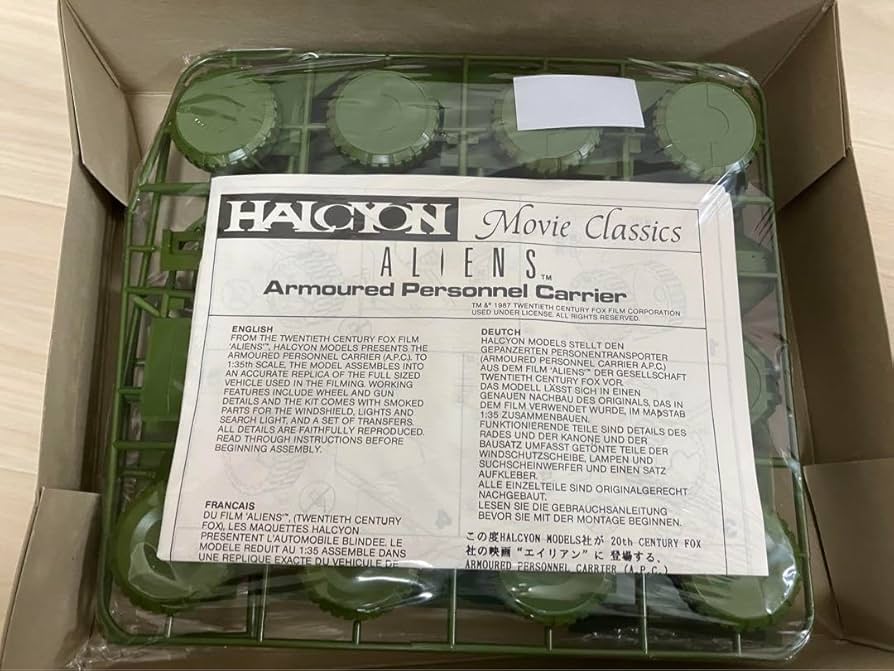 HALCYON Movie Classics
ALIENS™
Armoured Personnel Carrier
TM & © 1987 TWENTIETH CENTURY FOX FILM CORPORATION
USED UNDER LICENSE. ALL RIGHTS RESERVED.
ENGLISH
FROM THE TWENTIETH CENTURY FOX FILM
'ALIENS'™, HALCYON MODELS PRESENTS THE
ARMOURED PERSONNEL CARRIER (A.P.C.). TO
1:35th SCALE, THE MODEL ASSEMBLES INTO
AN ACCURATE REPLICA OF THE FULL SIZED
VEHICLE USED IN THE FILMING. WORKING
FEATURES INCLUDE WHEEL AND GUN
DETAILS AND THE KIT COMES WITH SMOKED
PARTS FOR THE WINDSHIELD, LIGHTS AND
SEARCH LIGHT, AND A SET OF TRANSFERS.
ALL DETAILS ARE FAITHFULLY REPRODUCED.
READ THROUGH INSTRUCTIONS BEFORE
BEGINNING ASSEMBLY.
FRANCAIS
DU FILM 'ALIENS'™, (TWENTIETH CENTURY
FOX), LES MAQUETTES HALCYON
PRESENTENT L'AUTOMOBILE BLINDEE. LE
MODELE REDUIT AU 1:35 ASSEMBLE DANS
UNE REPLIQUE EXACTE DU VEHICULE DE
DEUTCH
HALCYON MODELS STELLT DEN
GEPANZERTEN PERSONENTRANSPORTER
(ARMOURED PERSONNEL CARRIER A.P.C)
AUS DEM FILM 'ALIENS'™ DER GESELLSCHAFT
TWENTIETH CENTURY FOX VOR.
DAS MODELL LÄSST SICH IN EINEN
GENAUEN NACHBAU DES ORIGINALS, DAS IN
DEM FILM VERWENDET WURDE, IM MAβSTAB
1:35 ZUSAMMENBAUEN.
FUNKTIONIERENDE TEILE SIND DETAILS DES
RADES UND DER KANONE UND DER
BAUSATZ UMFASST GETÖNTE TEILE DER
WINDSCHUTZSCHEIBE, LAMPEN UND
SUCHSCHEINWERFER UND EINEN SATZ
AUFKLEBER.
ALLE EINZELTEILE SIND ORIGINALGERECHT
NACHGEBAUT.
LESEN SIE DIE GEBRAUCHSANLEITUNG
BEVOR SIE MIT DER MONTAGE BEGINNEN.
この度HALCYON MODELS社が 20th CENTURY FOX
社の映画 "エイリアン" に 登場する、
ARMOURED PERSONNEL CARRIER (A.P.C.)